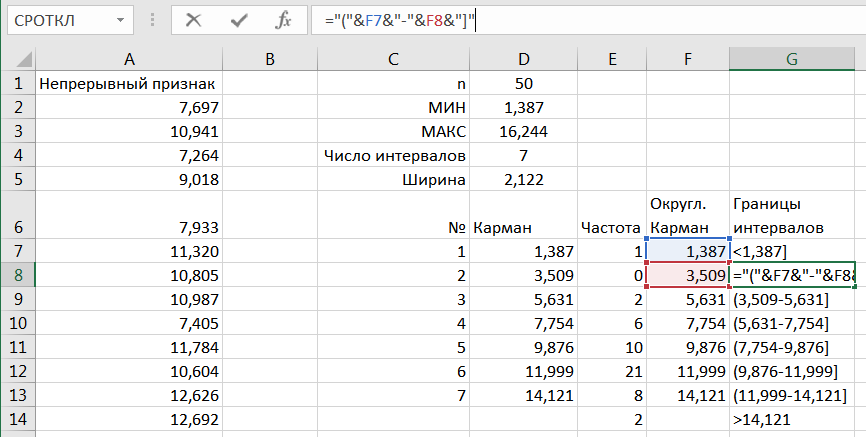 СРОТКЛ ="("&F7&"-"&F8&"]"
A B C D E F G
1 Непрерывный признак n 50
2 7,697 МИН 1,387
3 10,941 МАКС 16,244
4 7,264 Число интервалов 7
5 9,018 Ширина 2,122
Округл. Границы
6 7,933 № Карман Частота Карман интервалов
7 11,320 1 1,387 1 1,387 <1,387]
8 10,805 2 3,509 0 3,509 ="("&F7&"-"&F8&
9 10,987 3 5,631 2 5,631 (3,509-5,631]
10 7,405 4 7,754 6 7,754 (5,631-7,754]
11 11,784 5 9,876 10 9,876 (7,754-9,876]
12 10,604 6 11,999 21 11,999 (9,876-11,999]
13 12,626 7 14,121 8 14,121 (11,999-14,121]
14 12,692 2 >14,121